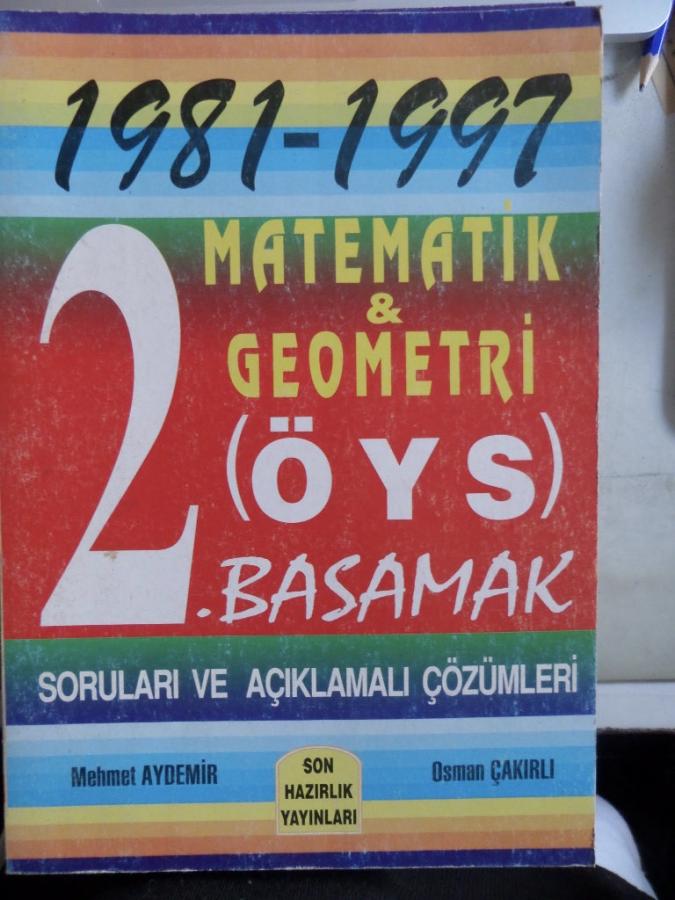 1981-1997
MATEMATİK
&
GEOMETRİ
(ÖYS)
2.BASAMAK
SORULARI VE AÇIKLAMALI ÇÖZÜMLERİ
Mehmet AYDEMİR
SON
HAZIRLIK
YAYINLARI
Osman ÇAKIRLI